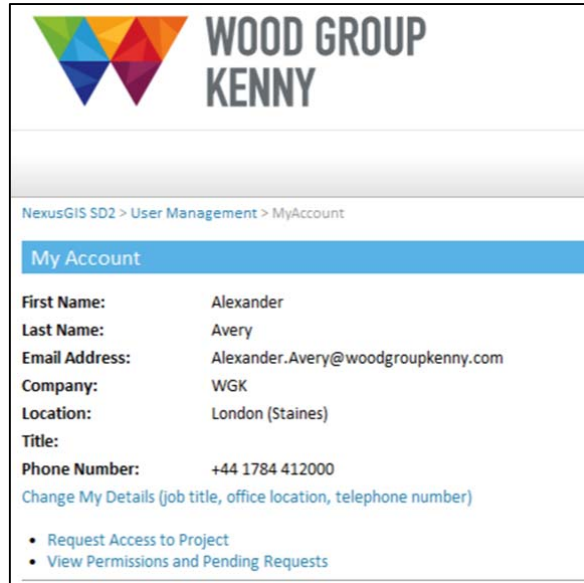 WOOD GROUP
KENNY
NexusGIS SD2 > User Management > MyAccount
My Account
First Name: Alexander
Last Name: Avery
Email Address: Alexander.Avery@woodgroupkenny.com
Company: WGK
Location: London (Staines)
Title:
Phone Number: +44 1784 412000
Change My Details (job title, office location, telephone number)
• Request Access to Project
• View Permissions and Pending Requests